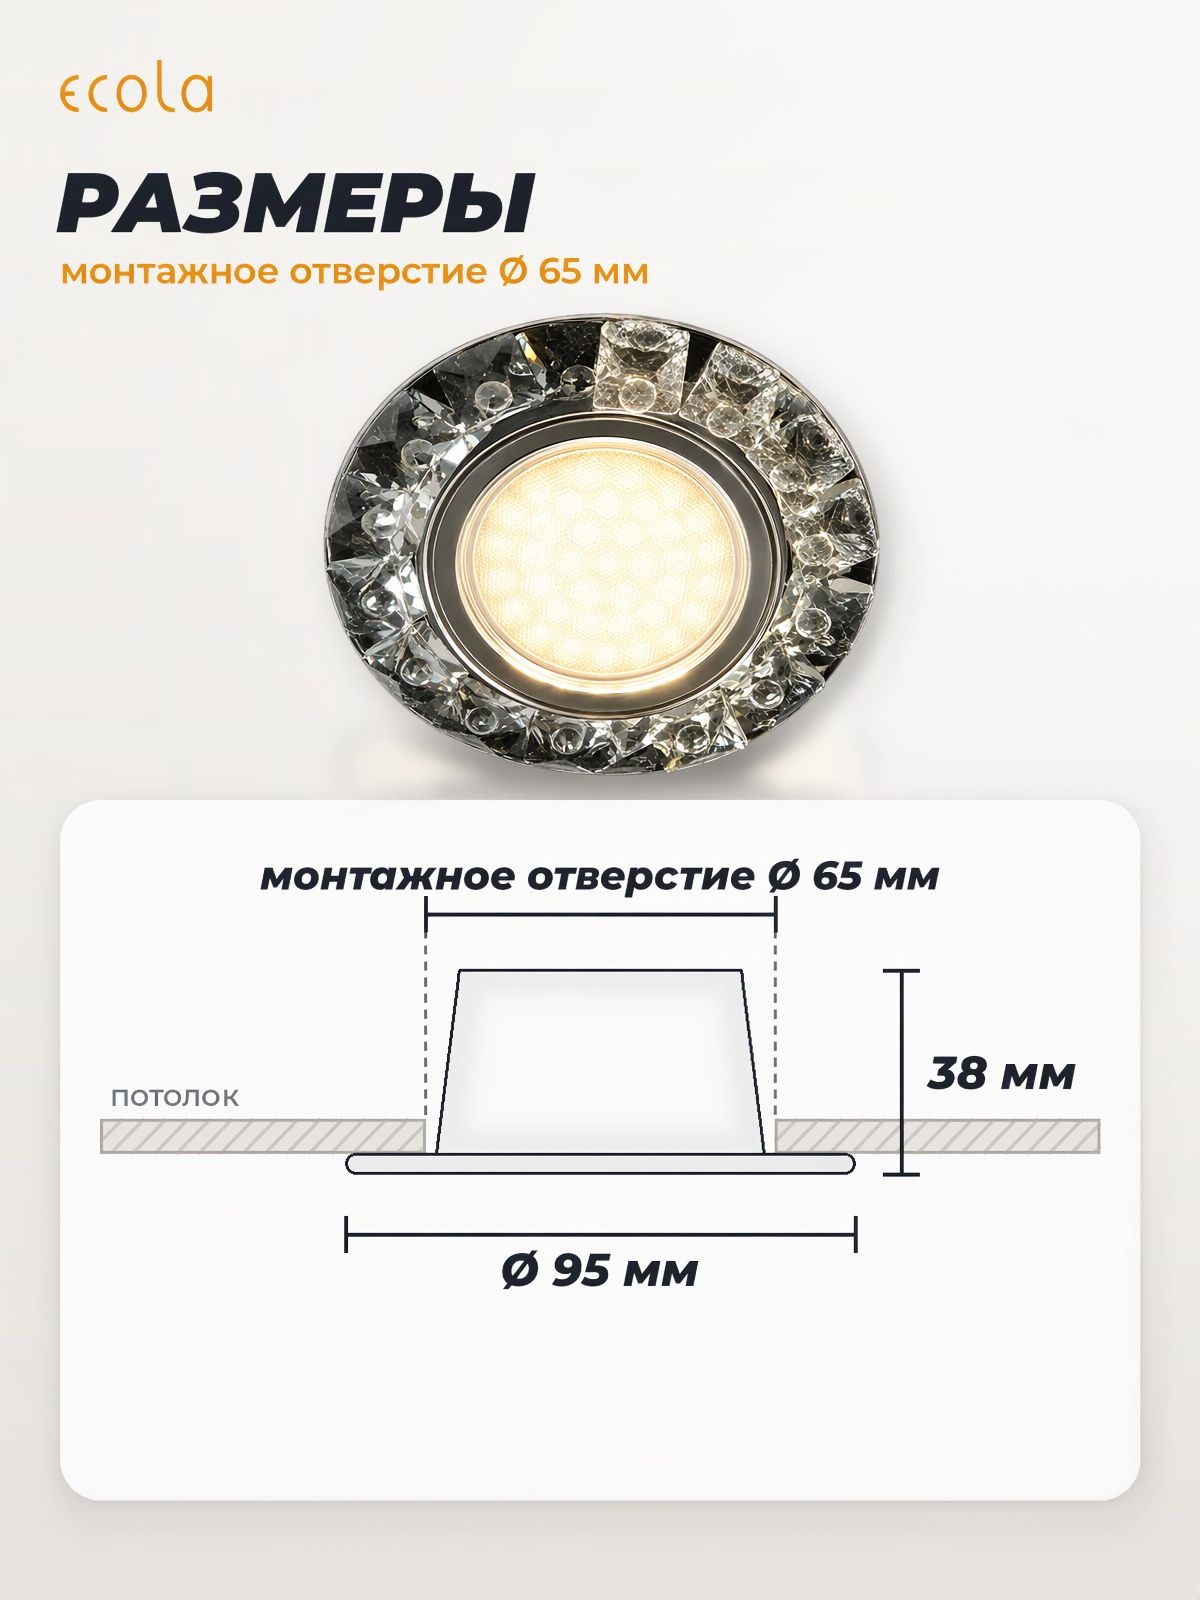 ecola
РАЗМЕРЫ
монтажное отверстие Ø 65 мм
монтажное отверстие Ø 65 мм
38 мм
потолок
Ø 95 мм